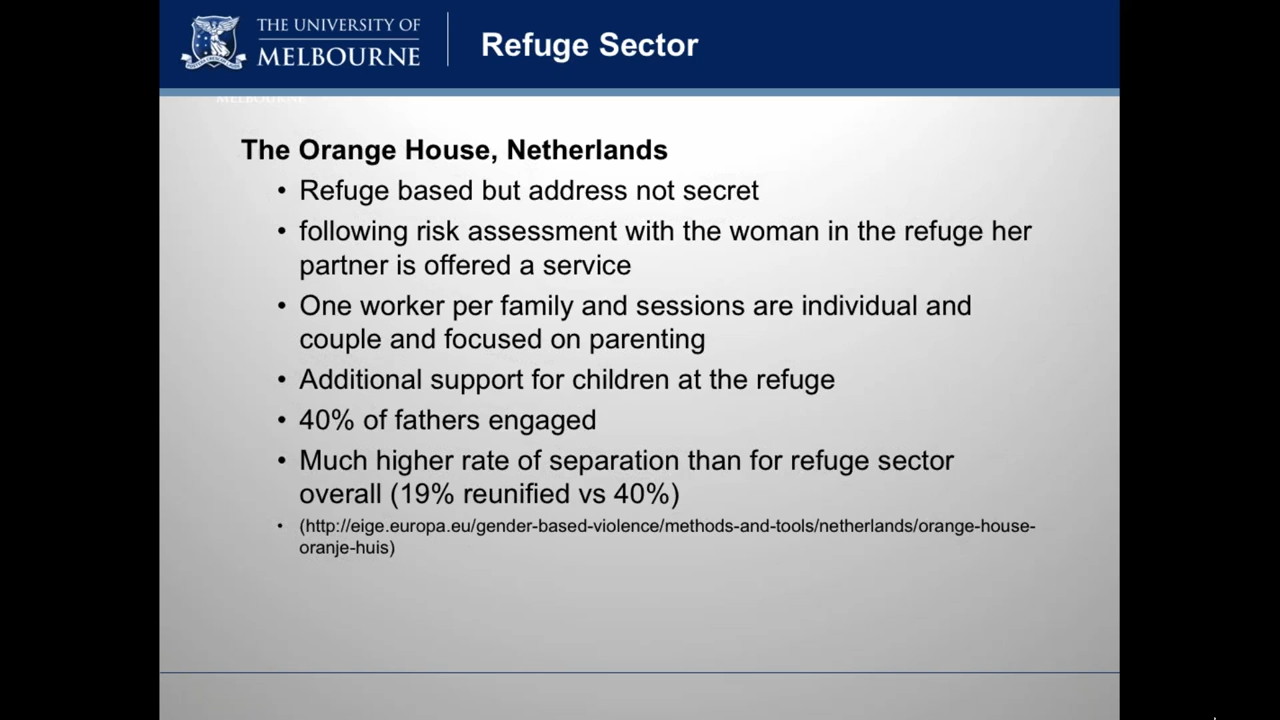 THE UNIVERSITY OF
MELBOURNE
Refuge Sector
MELBOURNE
The Orange House, Netherlands
• Refuge based but address not secret
• following risk assessment with the woman in the refuge her
partner is offered a service
• One worker per family and sessions are individual and
couple and focused on parenting
• Additional support for children at the refuge
• 40% of fathers engaged
• Much higher rate of separation than for refuge sector
overall (19% reunified vs 40%)
• (http://eige.europa.eu/gender-based-violence/methods-and-tools/netherlands/orange-house-
oranje-huis)